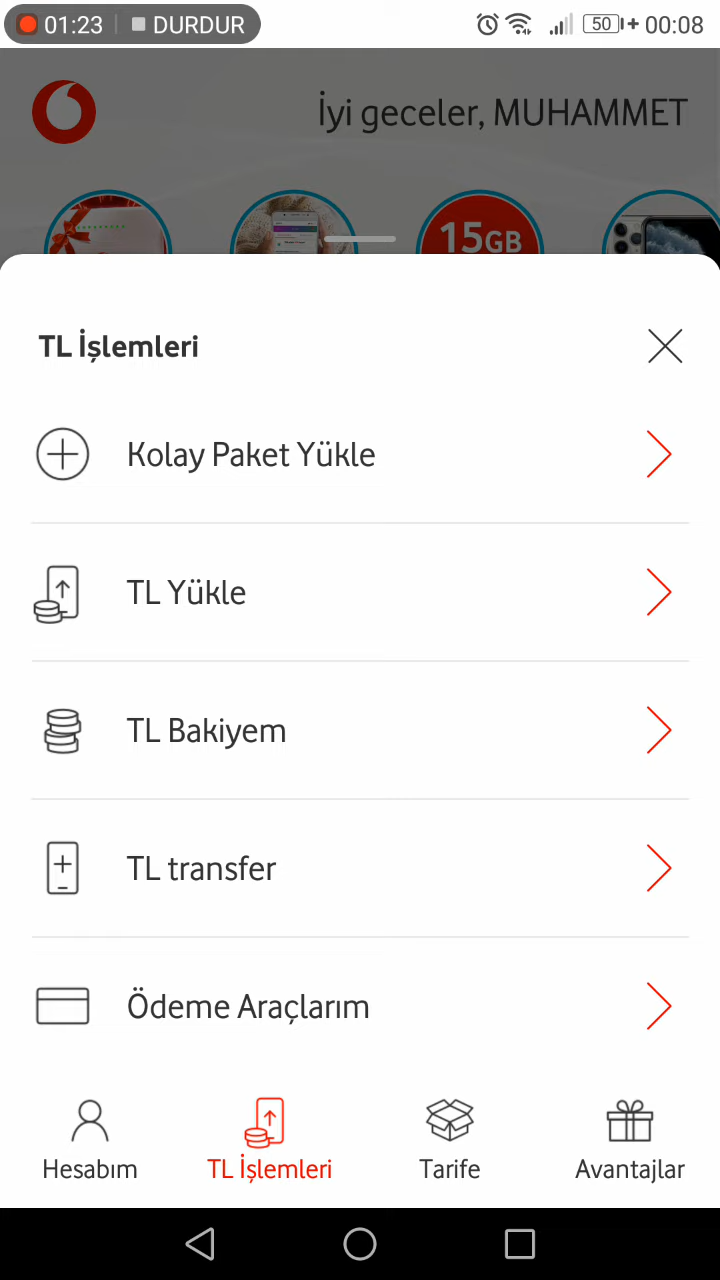 01:23 DURDUR 50 00:08
İyi geceler, MUHAMMET
15GB
TL İşlemleri
Kolay Paket Yükle
TL Yükle
TL Bakiyem
TL transfer
Ödeme Araçlarım
Hesabım TL İşlemleri Tarife Avantajlar